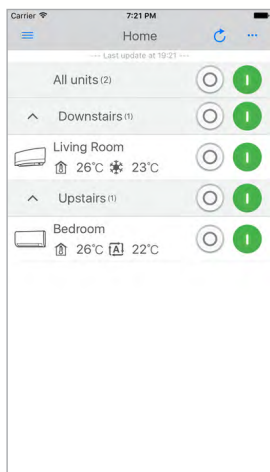 Carrier 7:21 PM
Home
--- Last update at 19:21 ---
All units (2)
Downstairs (1)
Living Room
26°C 23°C
Upstairs (1)
Bedroom
26°C A 22°C